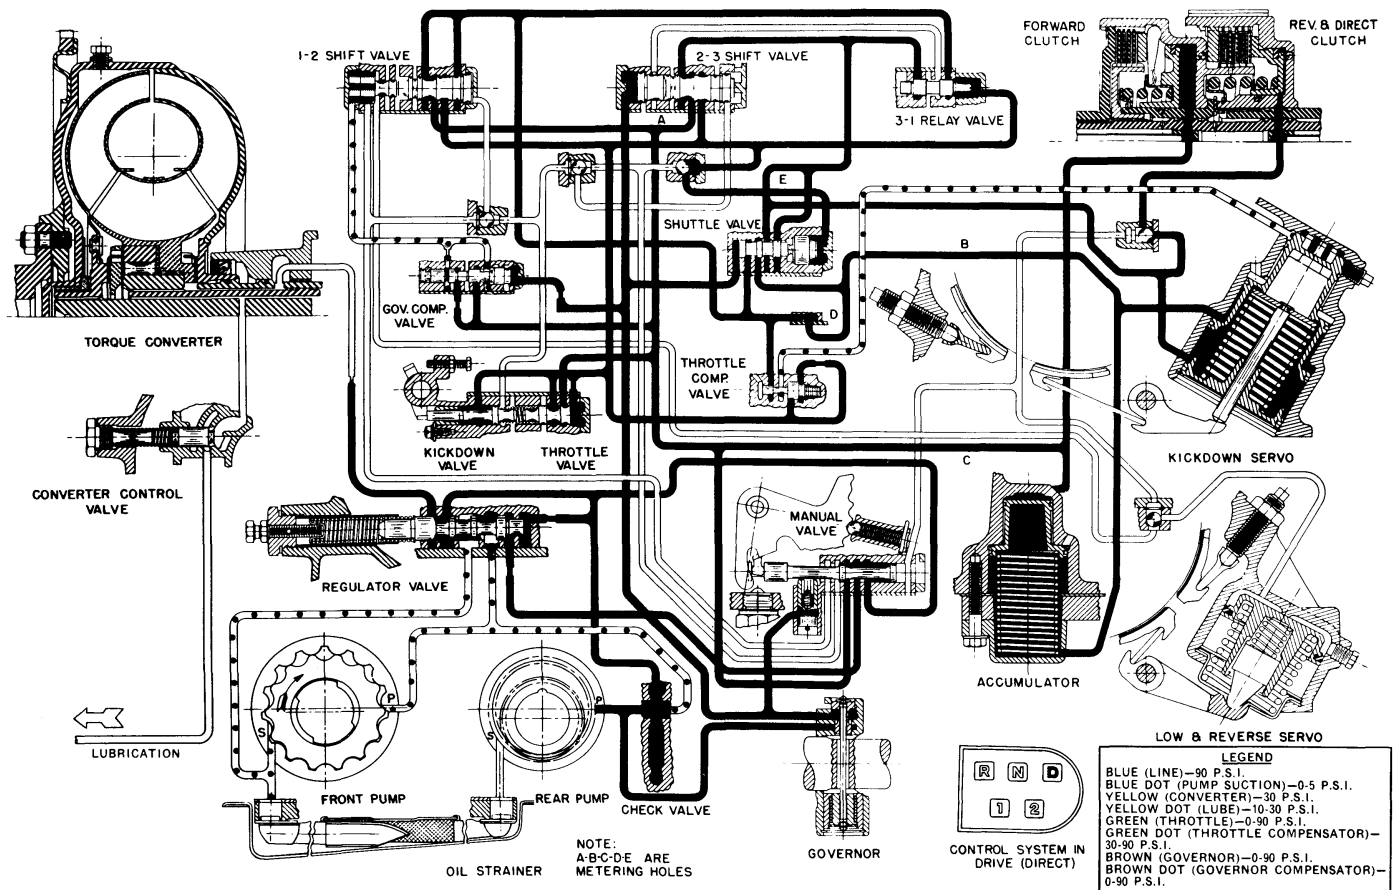 1-2 SHIFT VALVE
2-3 SHIFT VALVE
FORWARD
CLUTCH
REV. & DIRECT
CLUTCH
A
3-1 RELAY VALVE
E
SHUTTLE VALVE
B
GOV. COMP.
VALVE
D
TORQUE CONVERTER
THROTTLE
COMP.
VALVE
KICKDOWN
VALVE
THROTTLE
VALVE
C
KICKDOWN SERVO
CONVERTER CONTROL
VALVE
MANUAL
VALVE
REGULATOR VALVE
ACCUMULATOR
P
S
P
S
LUBRICATION
FRONT PUMP
REAR PUMP
CHECK VALVE
OIL STRAINER
NOTE:
A-B-C-D-E ARE
METERING HOLES
GOVERNOR
R N D
1 2
CONTROL SYSTEM IN
DRIVE (DIRECT)
LOW & REVERSE SERVO
LEGEND
BLUE (LINE)—90 P.S.I.
BLUE DOT (PUMP SUCTION)—0-5 P.S.I.
YELLOW (CONVERTER)—30 P.S.I.
YELLOW DOT (LUBE)—10-30 P.S.I.
GREEN (THROTTLE)—0-90 P.S.I.
GREEN DOT (THROTTLE COMPENSATOR)—
30-90 P.S.I.
BROWN (GOVERNOR)—0-90 P.S.I.
BROWN DOT (GOVERNOR COMPENSATOR)—
0-90 P.S.I.